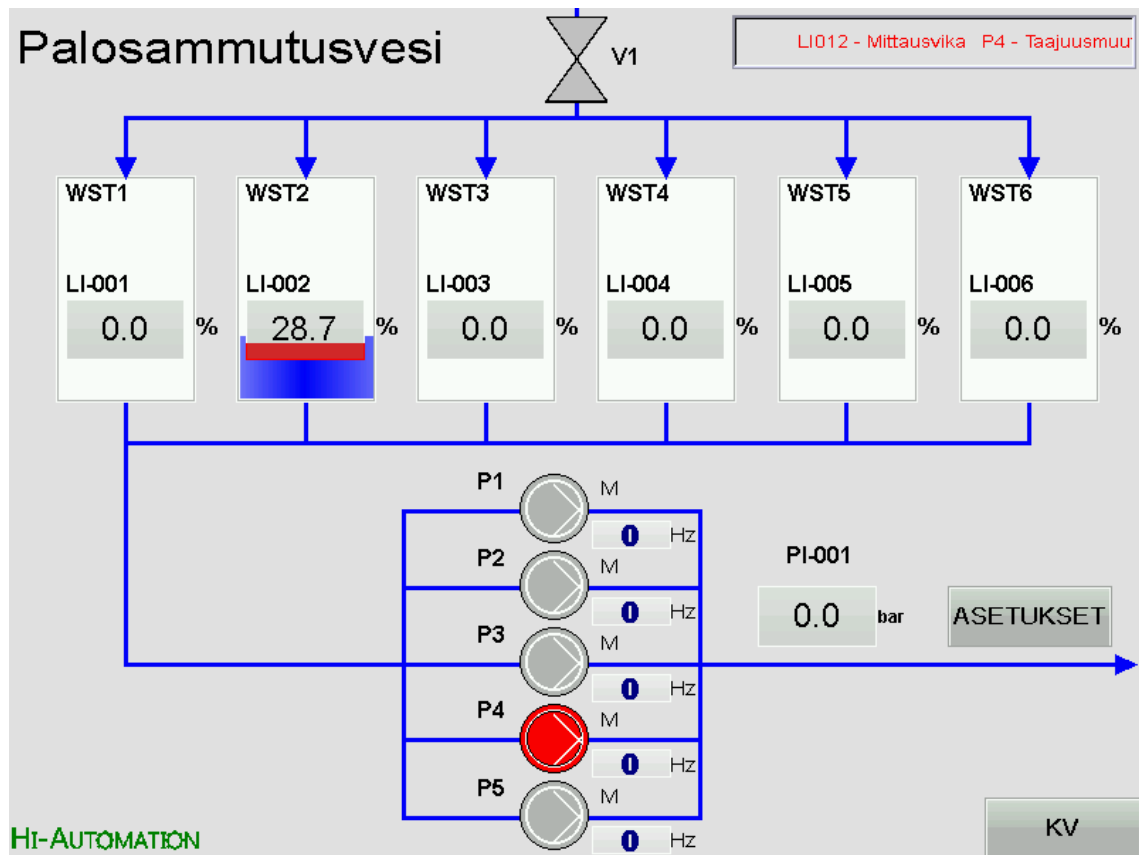 Palosammutusvesi
V1
LI012 - Mittausvika P4 - Taajuusmuu
WST1 WST2 WST3 WST4 WST5 WST6
LI-001 LI-002 LI-003 LI-004 LI-005 LI-006
0.0 % 28.7 % 0.0 % 0.0 % 0.0 % 0.0 %
P1 M
0 Hz
P2 M
0 Hz
P3 M
0 Hz
P4 M
0 Hz
P5 M
0 Hz
PI-001
0.0 bar
ASETUKSET
KV
HI-AUTOMATION